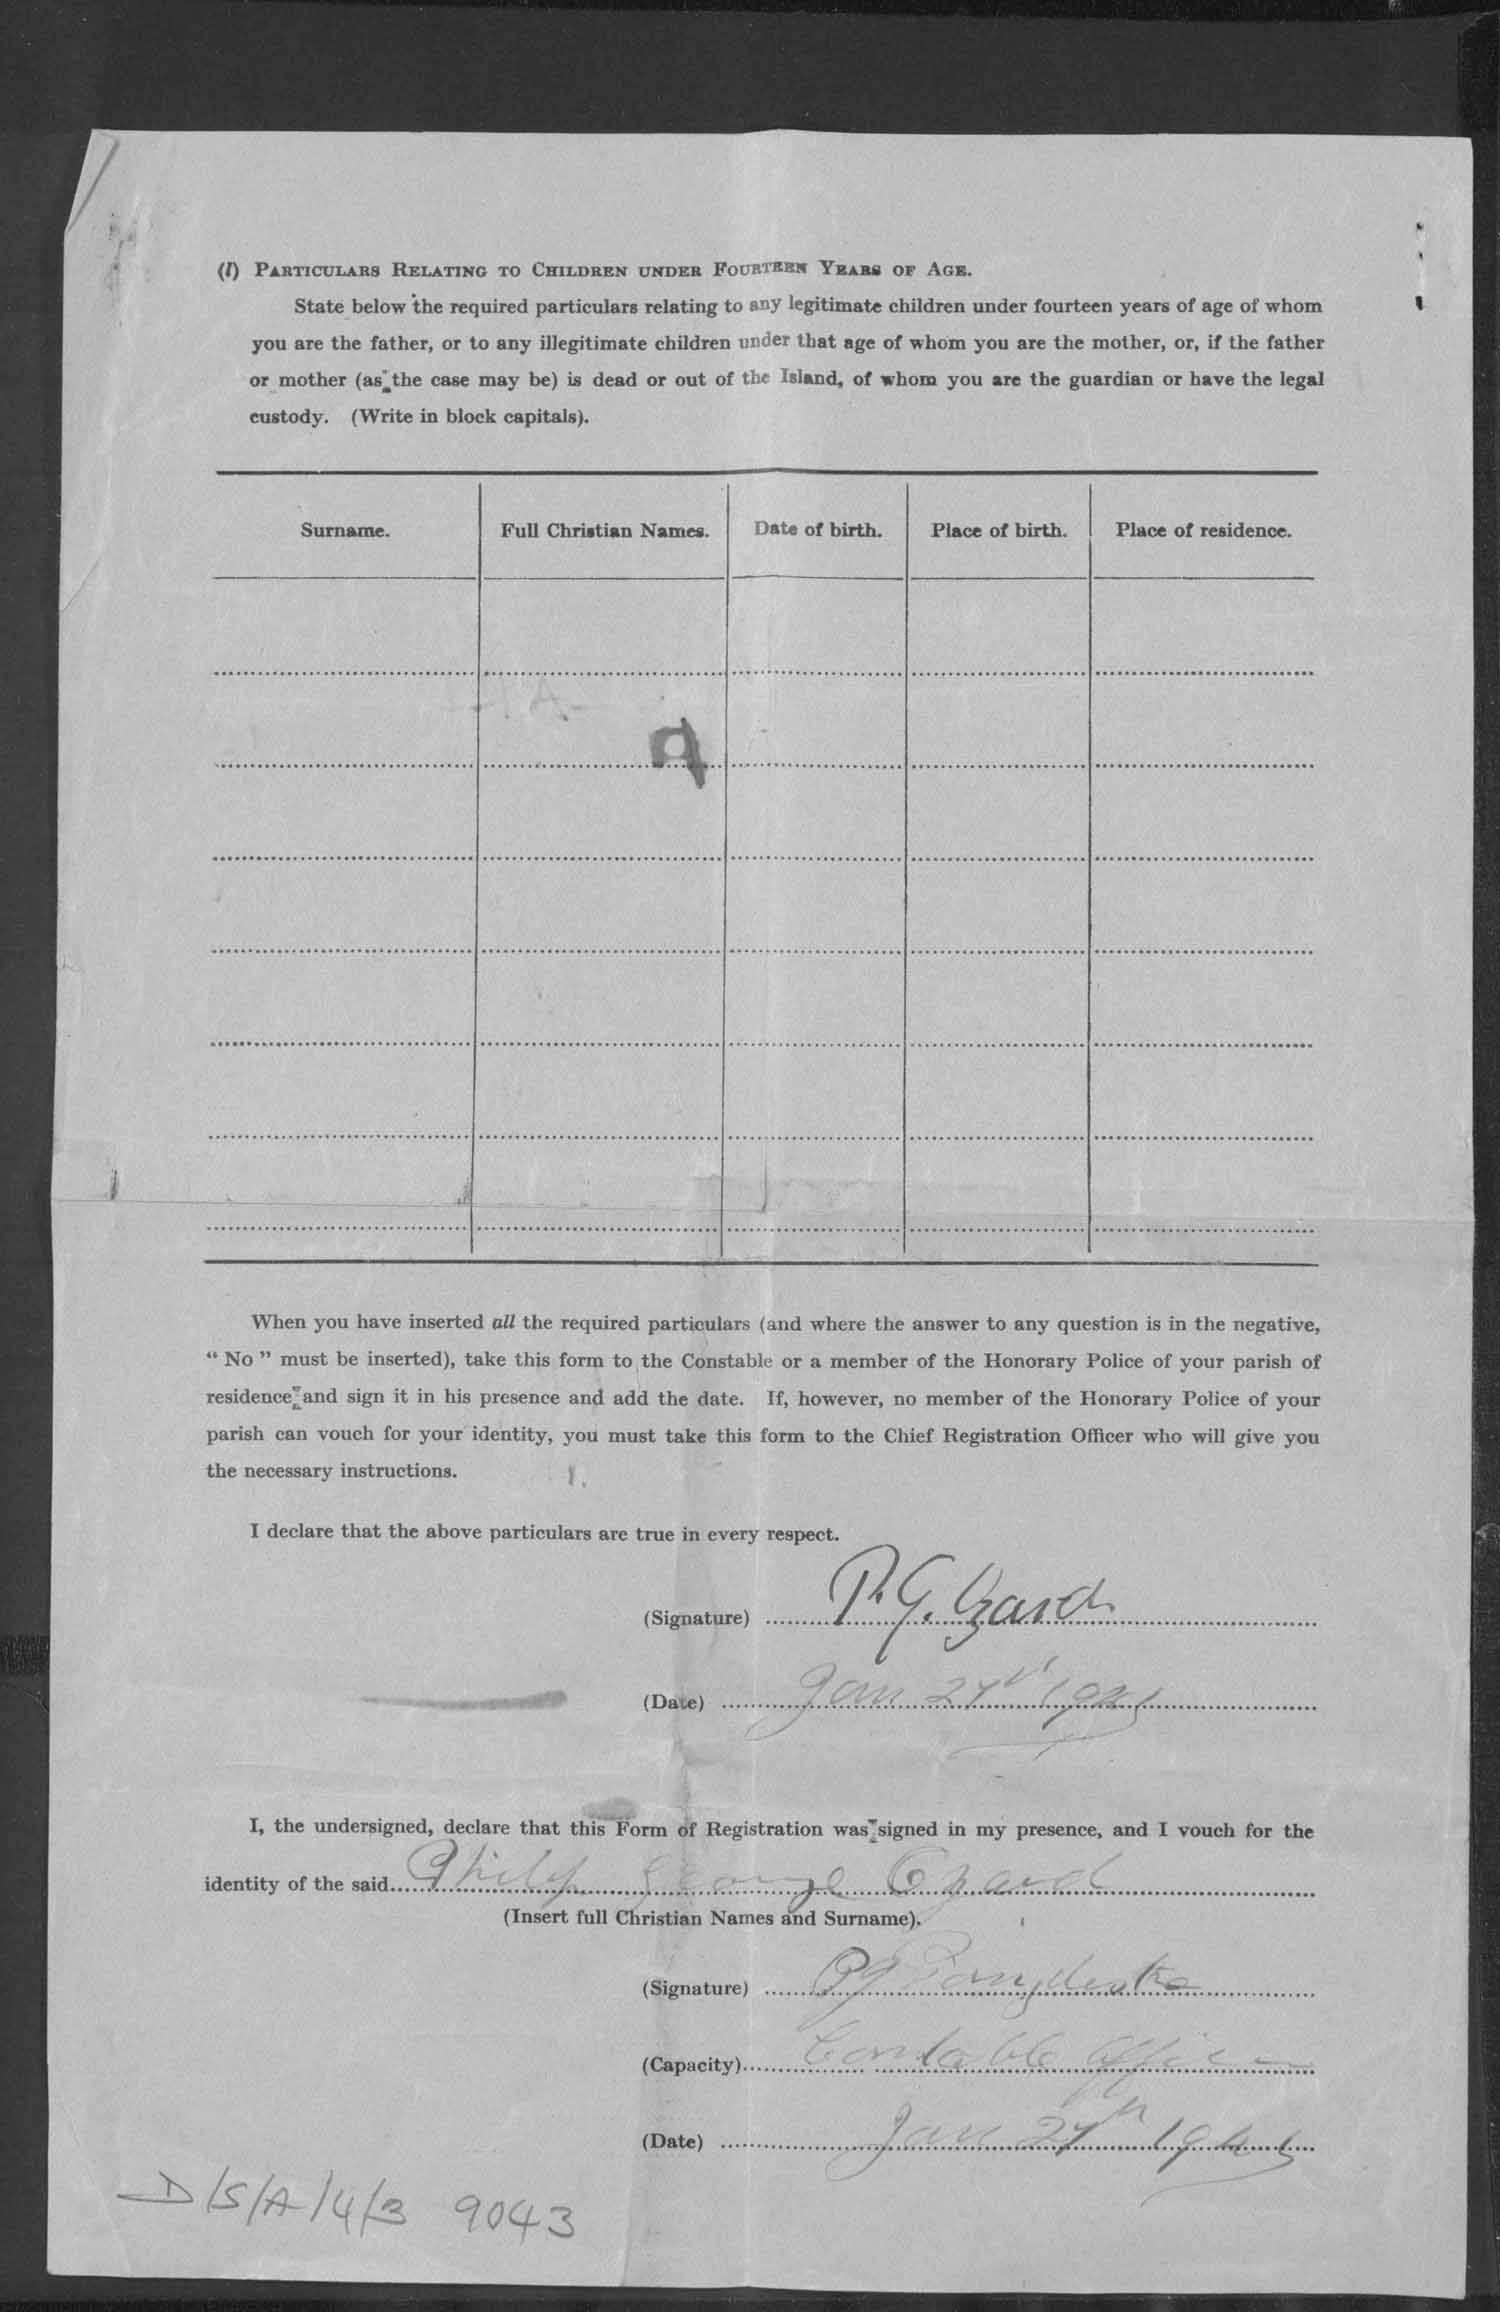 (l) PARTICULARS RELATING TO CHILDREN UNDER FOURTEEN YEARS OF AGE.
State below the required particulars relating to any legitimate children under fourteen years of age of whom
you are the father, or to any illegitimate children under that age of whom you are the mother, or, if the father
or mother (as the case may be) is dead or out of the Island, of whom you are the guardian or have the legal
custody. (Write in block capitals).
Surname. Full Christian Names. Date of birth. Place of birth. Place of residence.
When you have inserted all the required particulars (and where the answer to any question is in the negative,
“ No ” must be inserted), take this form to the Constable or a member of the Honorary Police of your parish of
residence and sign it in his presence and add the date. If, however, no member of the Honorary Police of your
parish can vouch for your identity, you must take this form to the Chief Registration Officer who will give you
the necessary instructions.
I declare that the above particulars are true in every respect.
(Signature) P. G. Ozard
(Date) Jan 27th 1941
I, the undersigned, declare that this Form of Registration was signed in my presence, and I vouch for the
identity of the said Philip George Ozard
(Insert full Christian Names and Surname).
(Signature)
(Capacity) Constable Officer
(Date) Jan 27th 1941
D/S/A/4/B 9043